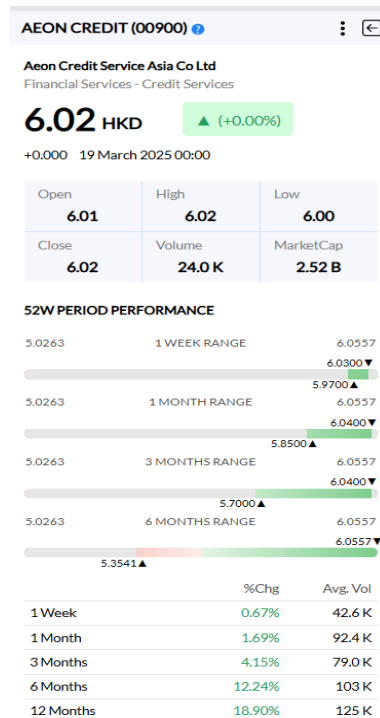 AEON CREDIT (00900) ?
Aeon Credit Service Asia Co Ltd
Financial Services - Credit Services
6.02 HKD ▲ (+0.00%)
+0.000 19 March 2025 00:00
Open High Low
6.01 6.02 6.00
Close Volume MarketCap
6.02 24.0 K 2.52 B
52W PERIOD PERFORMANCE
5.0263 1 WEEK RANGE 6.0557
6.0300▼
5.9700▲
5.0263 1 MONTH RANGE 6.0557
6.0400▼
5.8500▲
5.0263 3 MONTHS RANGE 6.0557
6.0400▼
5.7000▲
5.0263 6 MONTHS RANGE 6.0557
6.0557▼
5.3541▲
%Chg Avg. Vol
1 Week 0.67% 42.6 K
1 Month 1.69% 92.4 K
3 Months 4.15% 79.0 K
6 Months 12.24% 103 K
12 Months 18.90% 125 K